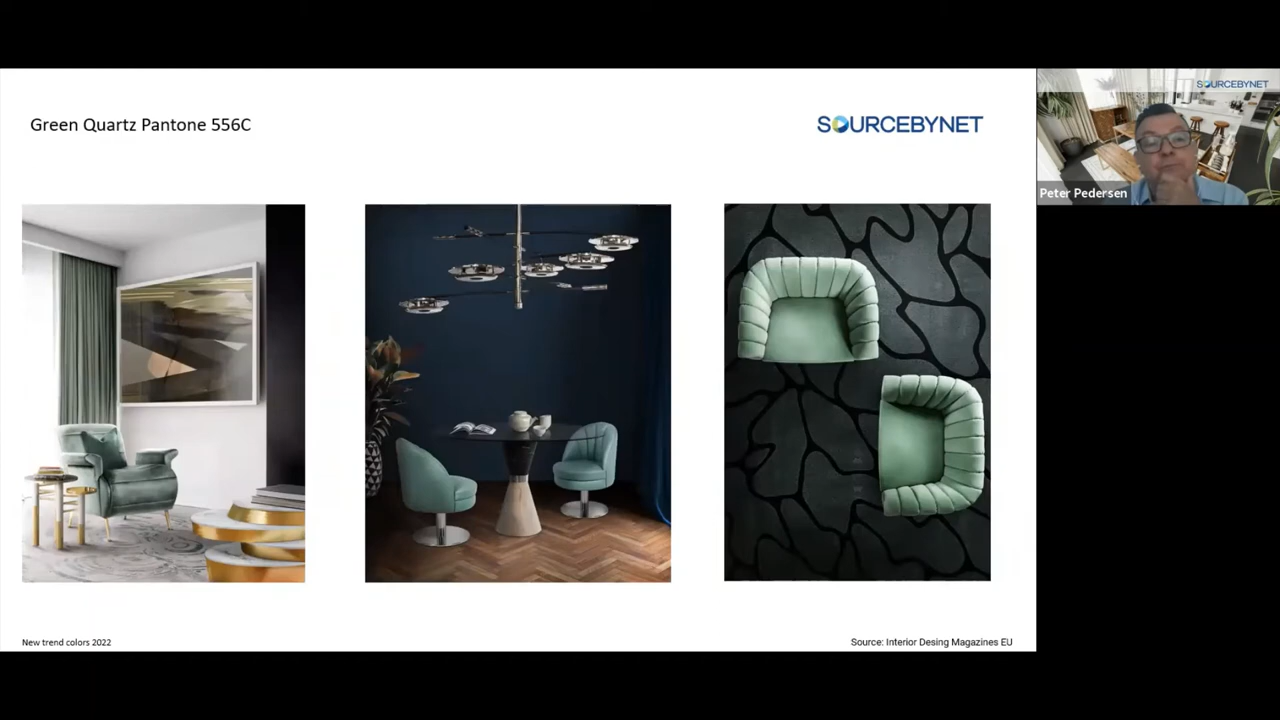 Green Quartz Pantone 556C
SOURCEBYNET
SOURCEBYNET
Peter Pedersen
New trend colors 2022
Source: Interior Desing Magazines EU